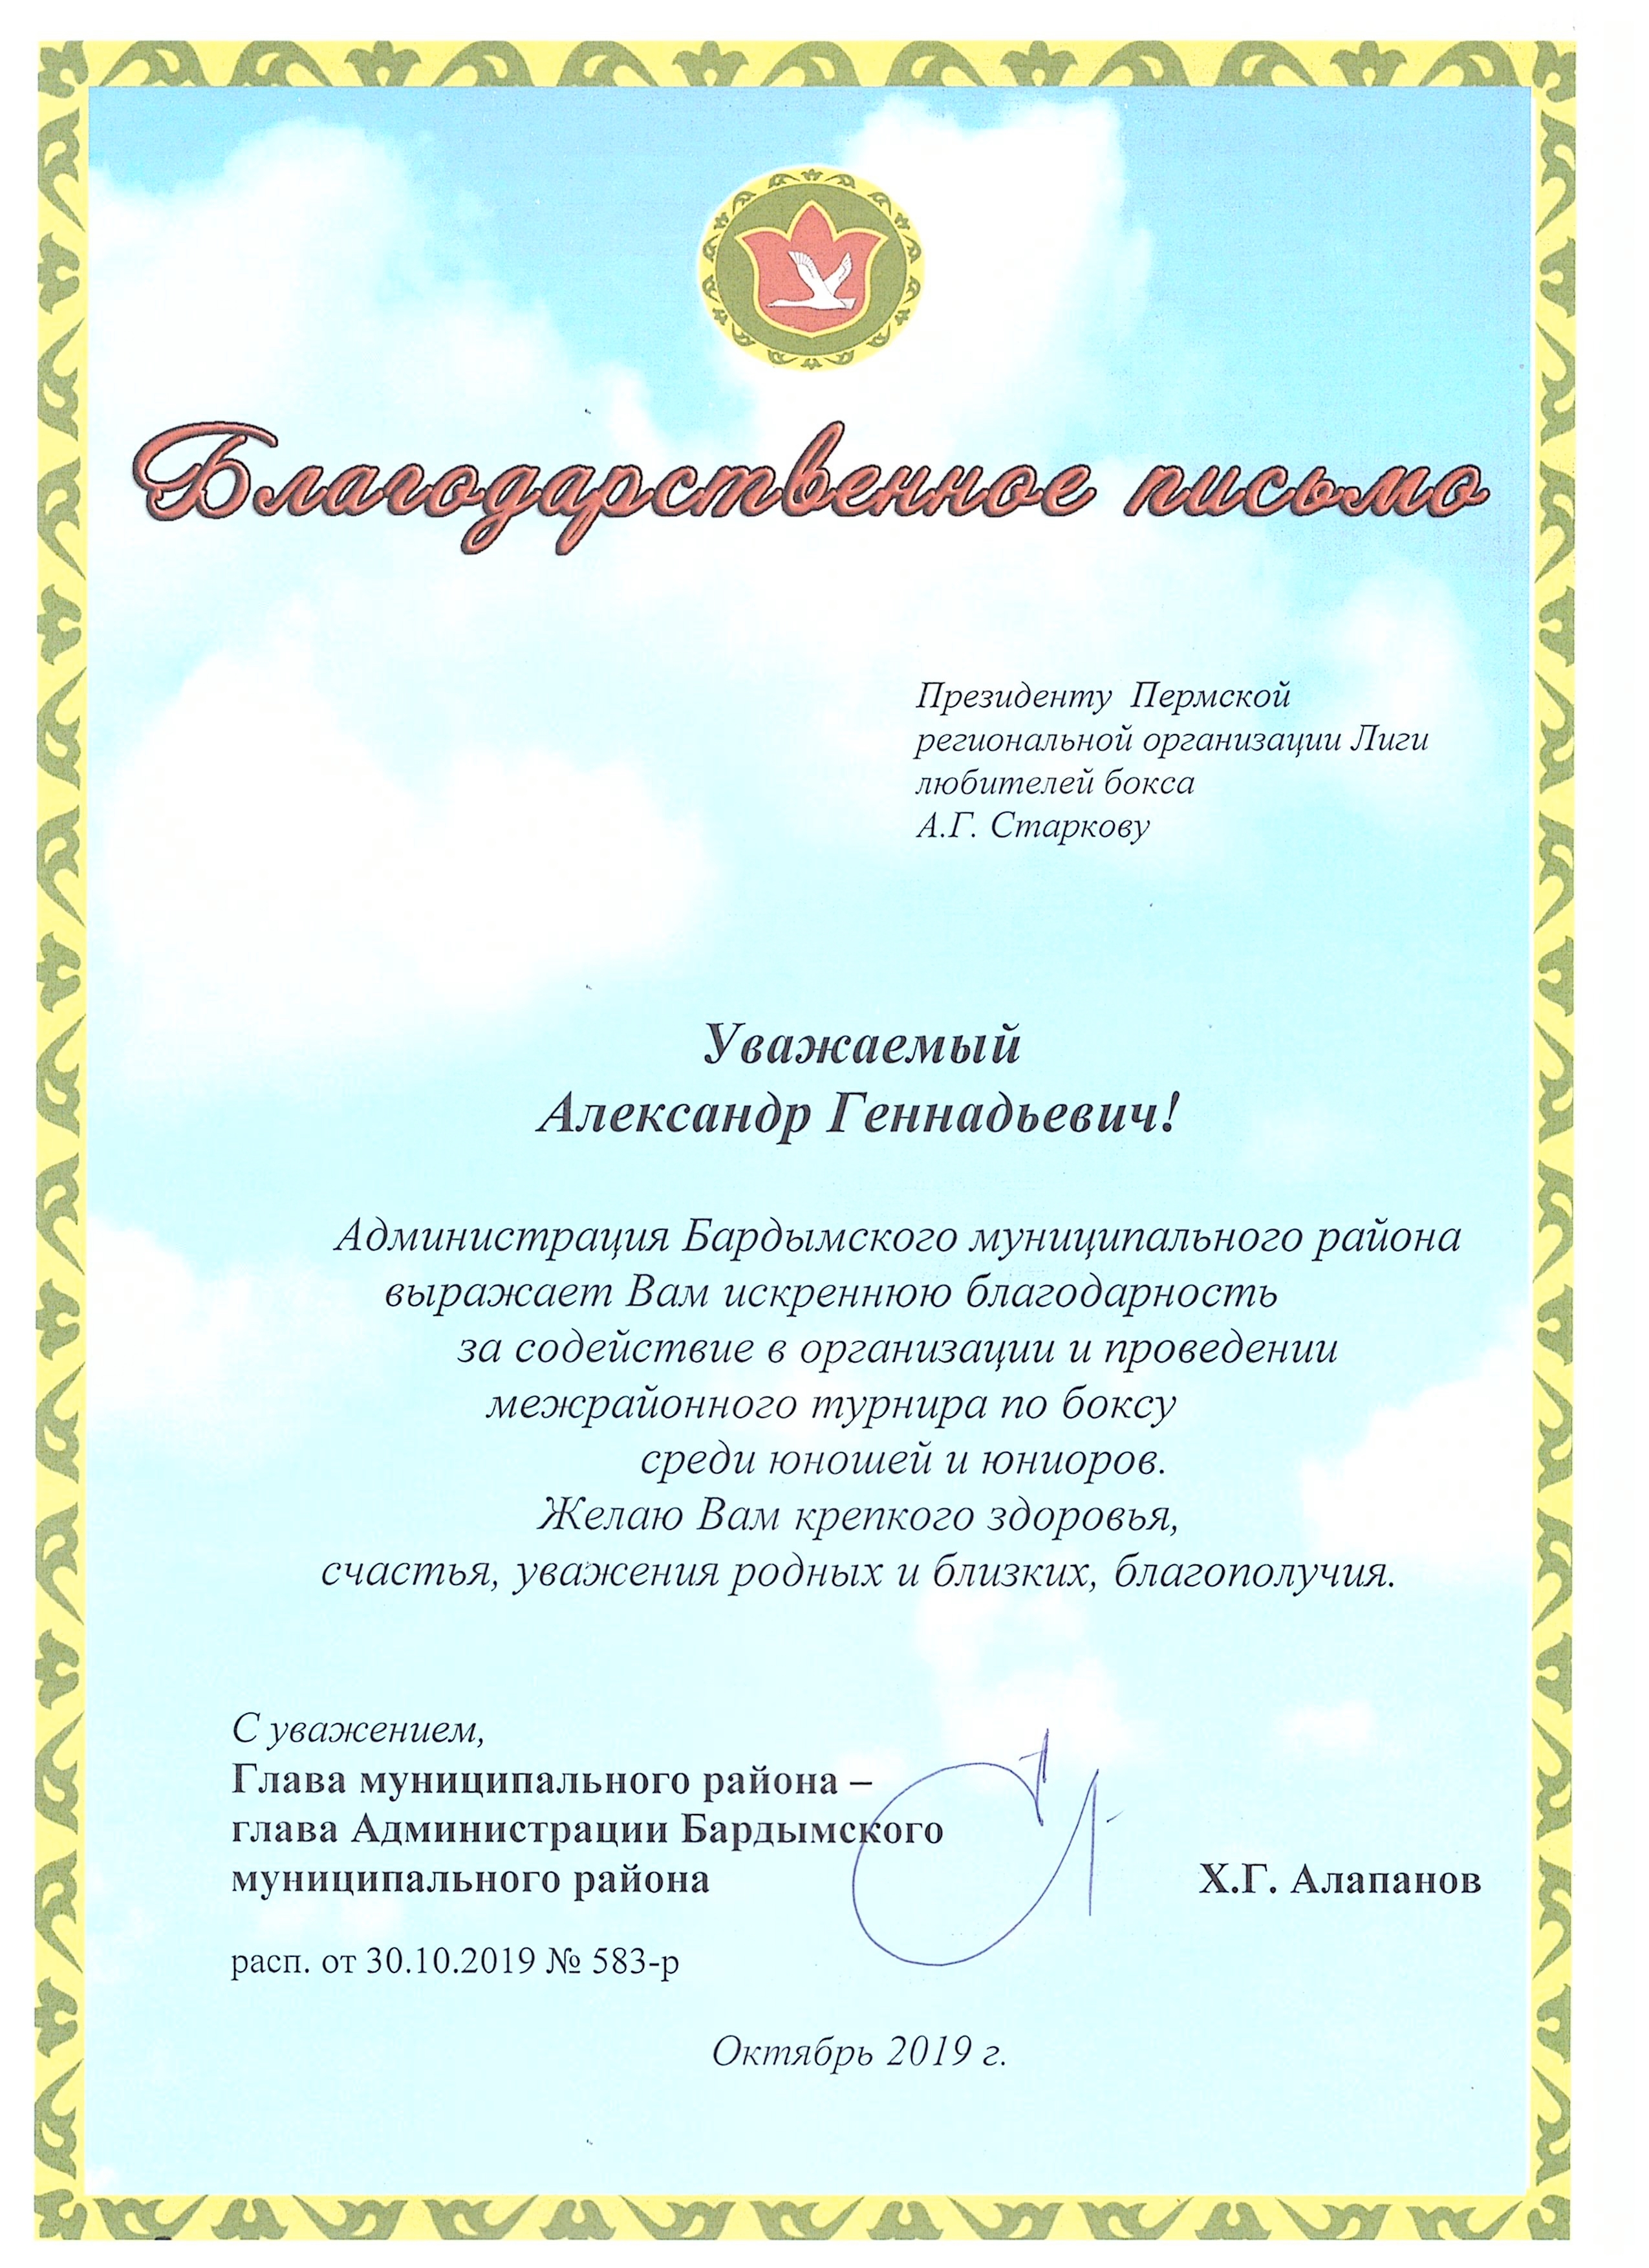 Благодарственное письмо
Президенту Пермской
региональной организации Лиги
любителей бокса
А.Г. Старкову
Уважаемый
Александр Геннадьевич!
Администрация Бардымского муниципального района
выражает Вам искреннюю благодарность
за содействие в организации и проведении
межрайонного турнира по боксу
среди юношей и юниоров.
Желаю Вам крепкого здоровья,
счастья, уважения родных и близких, благополучия.
С уважением,
Глава муниципального района –
глава Администрации Бардымского
муниципального района
Х.Г. Алапанов
расп. от 30.10.2019 № 583-р
Октябрь 2019 г.